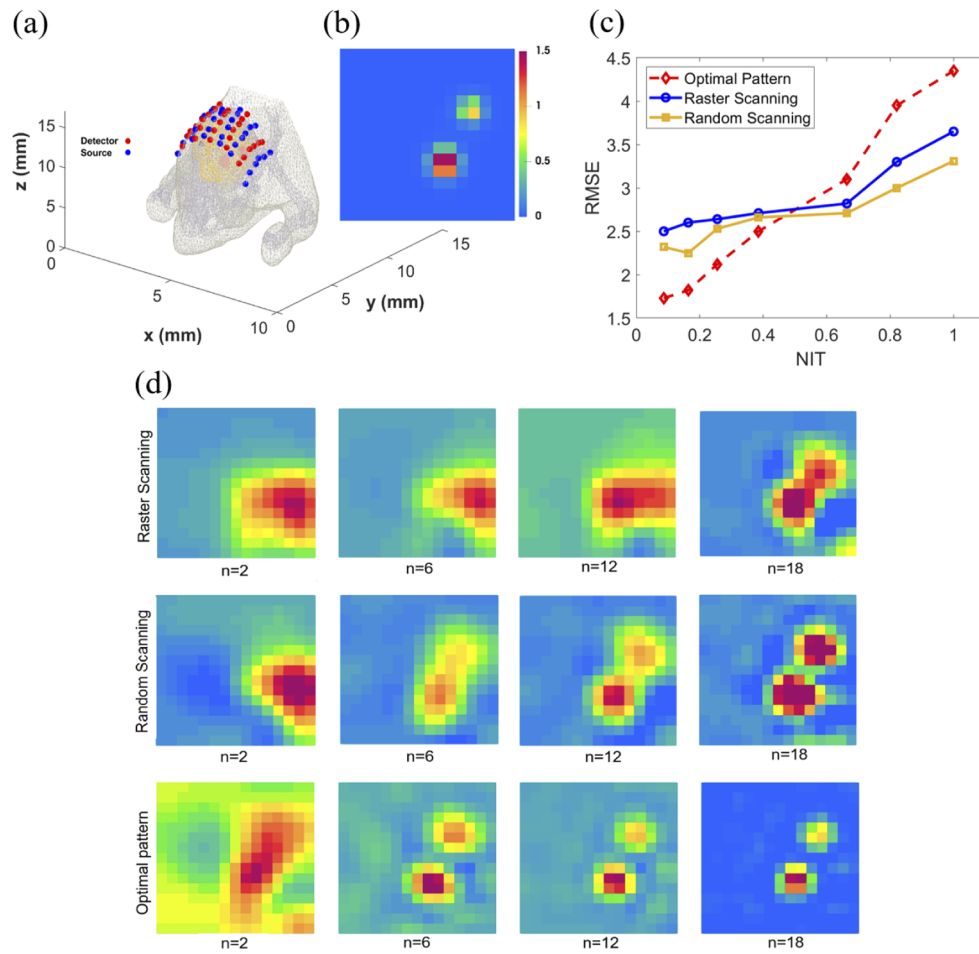 (a)
(b)
(c)
15
10
5
0
z (mm)
Detector
Source
0
5
10
x (mm)
0
5
10
15
y (mm)
1.5
1
0.5
0
4.5
4
3.5
3
2.5
2
1.5
RMSE
Optimal Pattern
Raster Scanning
Random Scanning
0
0.2
0.4
0.6
0.8
1
NIT
(d)
Raster Scanning
n=2
n=6
n=12
n=18
Random Scanning
n=2
n=6
n=12
n=18
Optimal pattern
n=2
n=6
n=12
n=18